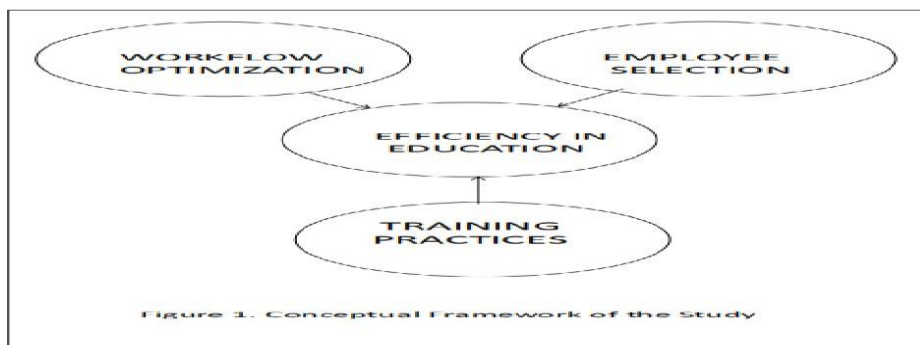 WORKFLOW
OPTIMIZATION
EMPLOYEE
SELECTION
EFFICIENCY IN
EDUCATION
TRAINING
PRACTICES
Figure 1. Conceptual Framework of the Study